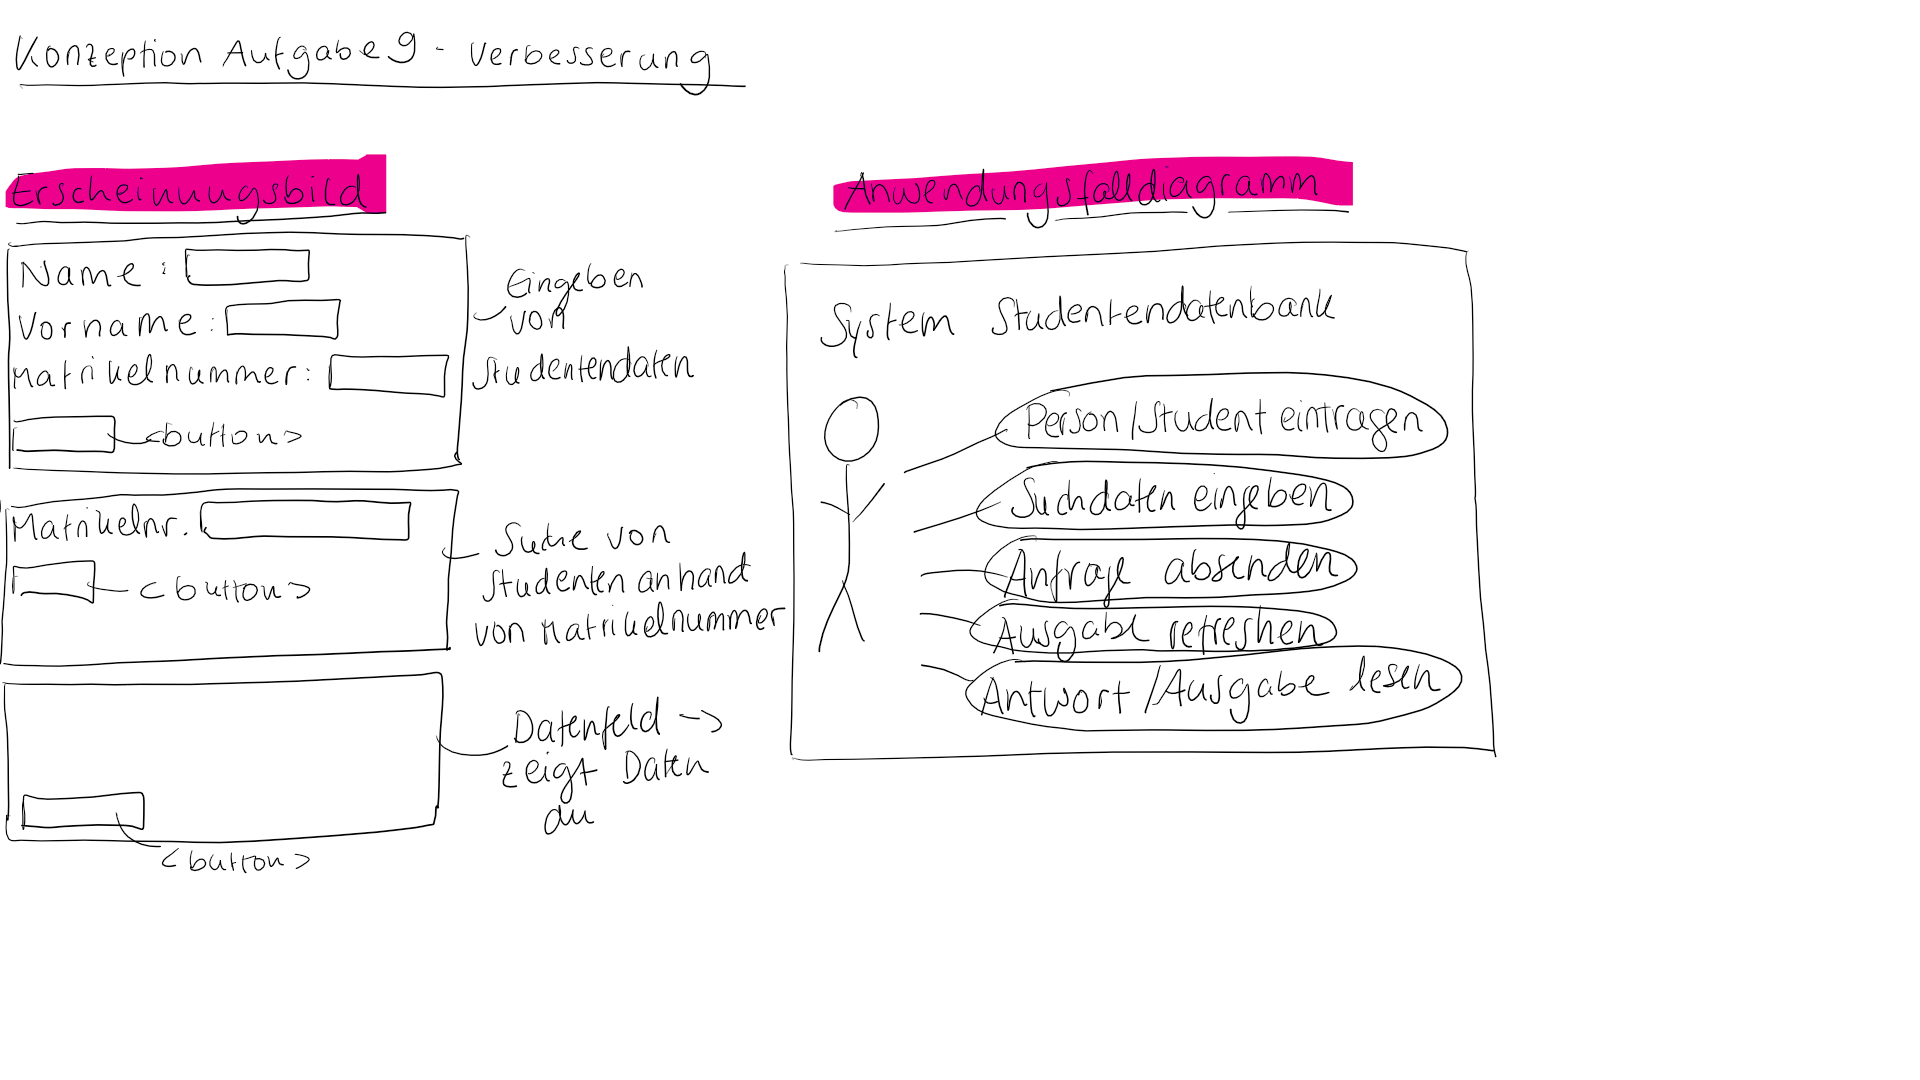 Konzeption Aufgabe 9 - Verbesserung
Erscheinuugsbild
Name :
Vorname :
Matrikelnummer :
<button>
Eingeben
von
Studentendaten
Matrikelnr.
<button>
Suche von
Studenten anhand
von Matrikelnummer
Datenfeld ->
zeigt Daten
an
<button>
Anwendungsfalldiagramm
System Studentendatenbank
Person/Student eintragen
Suchdaten eingeben
Anfrage absenden
Ausgabe refreshen
Antwort/Ausgabe lesen